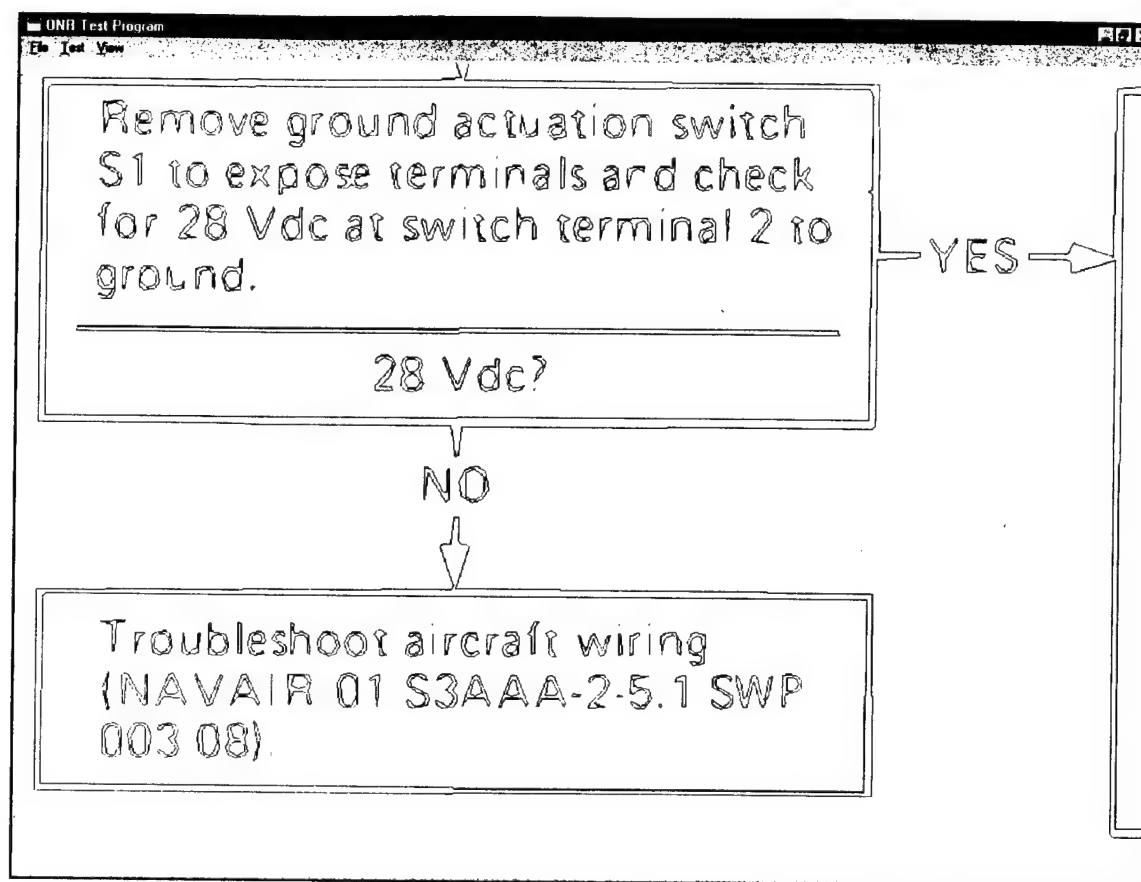 ONR Test Program
File Test View
Remove ground actuation switch
S1 to expose terminals and check
for 28 Vdc at switch terminal 2 to
ground.
28 Vdc?
YES
NO
Troubleshoot aircraft wiring
(NAVAIR 01 S3AAA-2-5.1 SWP
003 08).